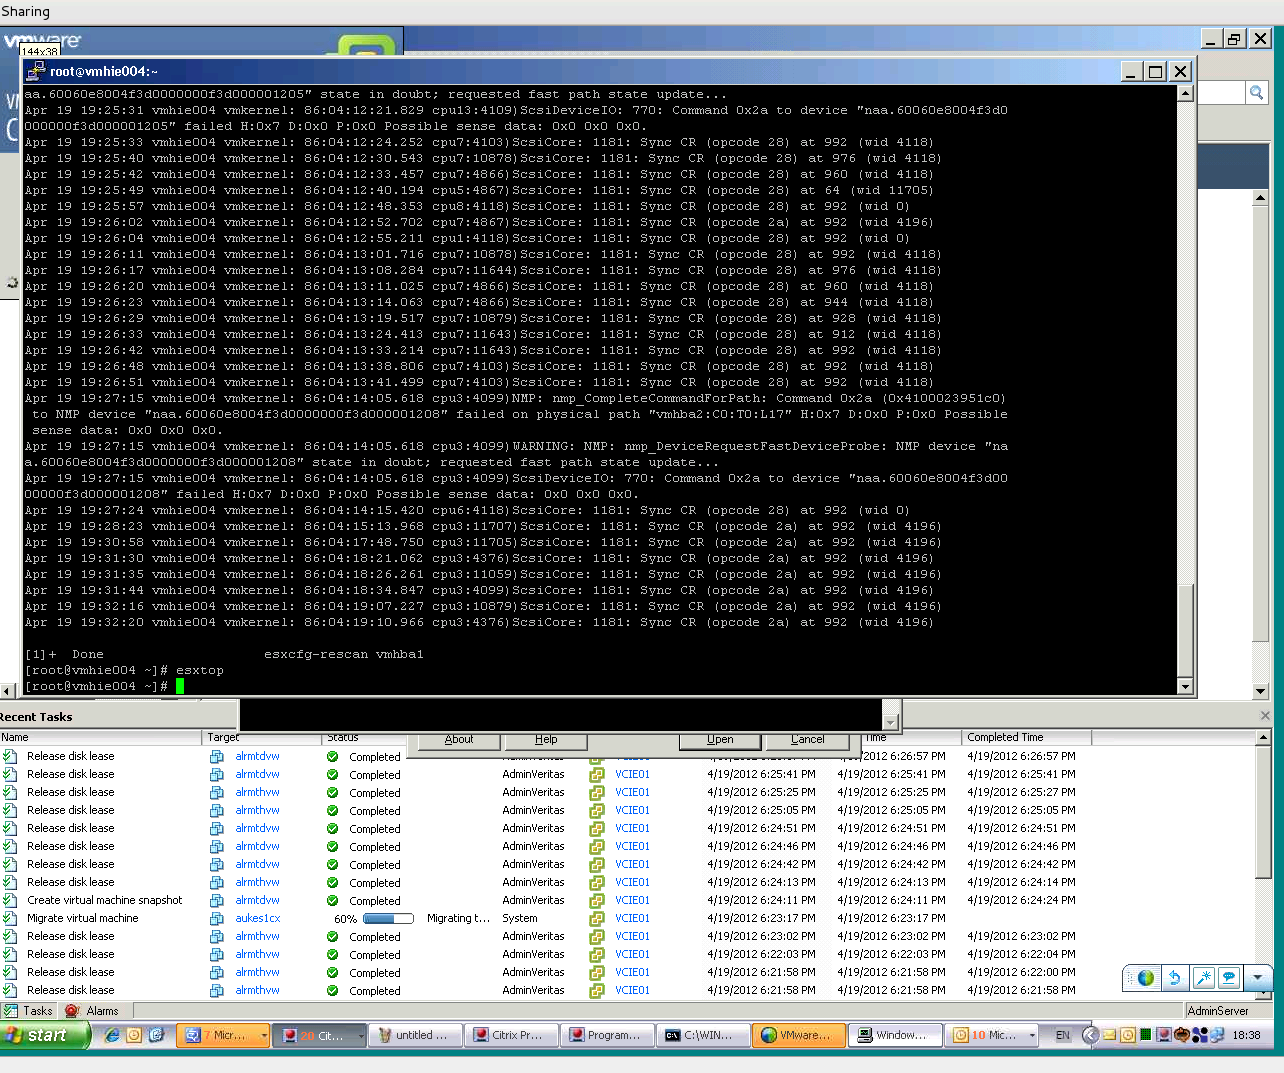 Sharing
vmware
144x38
root@vmhie004:~
aa.60060e8004f3d0000000f3d000001205" state in doubt; requested fast path state update...
Apr 19 19:25:31 vmhie004 vmkernel: 86:04:12:21.829 cpu13:4109)ScsiDeviceIO: 770: Command 0x2a to device "naa.60060e8004f3d0
000000f3d000001205" failed H:0x7 D:0x0 P:0x0 Possible sense data: 0x0 0x0 0x0.
Apr 19 19:25:33 vmhie004 vmkernel: 86:04:12:24.252 cpu7:4103)ScsiCore: 1181: Sync CR (opcode 28) at 992 (wid 4118)
Apr 19 19:25:40 vmhie004 vmkernel: 86:04:12:30.543 cpu7:10878)ScsiCore: 1181: Sync CR (opcode 28) at 976 (wid 4118)
Apr 19 19:25:42 vmhie004 vmkernel: 86:04:12:33.457 cpu7:4866)ScsiCore: 1181: Sync CR (opcode 28) at 960 (wid 4118)
Apr 19 19:25:49 vmhie004 vmkernel: 86:04:12:40.194 cpu5:4867)ScsiCore: 1181: Sync CR (opcode 28) at 64 (wid 11705)
Apr 19 19:25:57 vmhie004 vmkernel: 86:04:12:48.353 cpu8:4118)ScsiCore: 1181: Sync CR (opcode 28) at 992 (wid 0)
Apr 19 19:26:02 vmhie004 vmkernel: 86:04:12:52.702 cpu7:4867)ScsiCore: 1181: Sync CR (opcode 2a) at 992 (wid 4196)
Apr 19 19:26:04 vmhie004 vmkernel: 86:04:12:55.211 cpu1:4118)ScsiCore: 1181: Sync CR (opcode 28) at 992 (wid 0)
Apr 19 19:26:11 vmhie004 vmkernel: 86:04:13:01.716 cpu7:10878)ScsiCore: 1181: Sync CR (opcode 28) at 992 (wid 4118)
Apr 19 19:26:17 vmhie004 vmkernel: 86:04:13:08.284 cpu7:11644)ScsiCore: 1181: Sync CR (opcode 28) at 976 (wid 4118)
Apr 19 19:26:20 vmhie004 vmkernel: 86:04:13:11.025 cpu7:4866)ScsiCore: 1181: Sync CR (opcode 28) at 960 (wid 4118)
Apr 19 19:26:23 vmhie004 vmkernel: 86:04:13:14.063 cpu7:4866)ScsiCore: 1181: Sync CR (opcode 28) at 944 (wid 4118)
Apr 19 19:26:29 vmhie004 vmkernel: 86:04:13:19.517 cpu7:10879)ScsiCore: 1181: Sync CR (opcode 28) at 928 (wid 4118)
Apr 19 19:26:33 vmhie004 vmkernel: 86:04:13:24.413 cpu7:11643)ScsiCore: 1181: Sync CR (opcode 28) at 912 (wid 4118)
Apr 19 19:26:42 vmhie004 vmkernel: 86:04:13:33.214 cpu7:11643)ScsiCore: 1181: Sync CR (opcode 28) at 992 (wid 4118)
Apr 19 19:26:48 vmhie004 vmkernel: 86:04:13:38.806 cpu7:4103)ScsiCore: 1181: Sync CR (opcode 28) at 992 (wid 4118)
Apr 19 19:26:51 vmhie004 vmkernel: 86:04:13:41.499 cpu7:4103)ScsiCore: 1181: Sync CR (opcode 28) at 992 (wid 4118)
Apr 19 19:27:15 vmhie004 vmkernel: 86:04:14:05.618 cpu3:4099)NMP: nmp_CompleteCommandForPath: Command 0x2a (0x4100023951c0)
 to NMP device "naa.60060e8004f3d0000000f3d000001208" failed on physical path "vmhba2:C0:T0:L17" H:0x7 D:0x0 P:0x0 Possible
 sense data: 0x0 0x0 0x0.
Apr 19 19:27:15 vmhie004 vmkernel: 86:04:14:05.618 cpu3:4099)WARNING: NMP: nmp_DeviceRequestFastDeviceProbe: NMP device "na
a.60060e8004f3d0000000f3d000001208" state in doubt; requested fast path state update...
Apr 19 19:27:15 vmhie004 vmkernel: 86:04:14:05.618 cpu3:4099)ScsiDeviceIO: 770: Command 0x2a to device "naa.60060e8004f3d00
00000f3d000001208" failed H:0x7 D:0x0 P:0x0 Possible sense data: 0x0 0x0 0x0.
Apr 19 19:27:24 vmhie004 vmkernel: 86:04:14:15.420 cpu6:4118)ScsiCore: 1181: Sync CR (opcode 28) at 992 (wid 0)
Apr 19 19:28:23 vmhie004 vmkernel: 86:04:15:13.968 cpu3:11707)ScsiCore: 1181: Sync CR (opcode 2a) at 992 (wid 4196)
Apr 19 19:30:58 vmhie004 vmkernel: 86:04:17:48.750 cpu3:11705)ScsiCore: 1181: Sync CR (opcode 2a) at 992 (wid 4196)
Apr 19 19:31:30 vmhie004 vmkernel: 86:04:18:21.062 cpu3:4376)ScsiCore: 1181: Sync CR (opcode 2a) at 992 (wid 4196)
Apr 19 19:31:35 vmhie004 vmkernel: 86:04:18:26.261 cpu3:11059)ScsiCore: 1181: Sync CR (opcode 2a) at 992 (wid 4196)
Apr 19 19:31:44 vmhie004 vmkernel: 86:04:18:34.847 cpu3:4099)ScsiCore: 1181: Sync CR (opcode 2a) at 992 (wid 4196)
Apr 19 19:32:16 vmhie004 vmkernel: 86:04:19:07.227 cpu3:10879)ScsiCore: 1181: Sync CR (opcode 2a) at 992 (wid 4196)
Apr 19 19:32:20 vmhie004 vmkernel: 86:04:19:10.966 cpu3:4376)ScsiCore: 1181: Sync CR (opcode 2a) at 992 (wid 4196)
[1]+  Done                    esxcfg-rescan vmhba1
[root@vmhie004 ~]# esxtop
[root@vmhie004 ~]#
About Help Open Cancel
Recent Tasks
Name Target Status Time Completed Time
Release disk lease alrmtdvw Completed 4/19/2012 6:26:57 PM 4/19/2012 6:26:57 PM
Release disk lease alrmtdvw Completed AdminVeritas VCIE01 4/19/2012 6:25:41 PM 4/19/2012 6:25:41 PM 4/19/2012 6:25:41 PM
Release disk lease alrmthvw Completed AdminVeritas VCIE01 4/19/2012 6:25:25 PM 4/19/2012 6:25:25 PM 4/19/2012 6:25:27 PM
Release disk lease alrmthvw Completed AdminVeritas VCIE01 4/19/2012 6:25:05 PM 4/19/2012 6:25:05 PM 4/19/2012 6:25:05 PM
Release disk lease alrmtdvw Completed AdminVeritas VCIE01 4/19/2012 6:24:51 PM 4/19/2012 6:24:51 PM 4/19/2012 6:24:51 PM
Release disk lease alrmtdvw Completed AdminVeritas VCIE01 4/19/2012 6:24:46 PM 4/19/2012 6:24:46 PM 4/19/2012 6:24:46 PM
Release disk lease alrmtdvw Completed AdminVeritas VCIE01 4/19/2012 6:24:42 PM 4/19/2012 6:24:42 PM 4/19/2012 6:24:42 PM
Release disk lease alrmthvw Completed AdminVeritas VCIE01 4/19/2012 6:24:13 PM 4/19/2012 6:24:13 PM 4/19/2012 6:24:14 PM
Create virtual machine snapshot alrmtdvw Completed AdminVeritas VCIE01 4/19/2012 6:24:11 PM 4/19/2012 6:24:11 PM 4/19/2012 6:24:24 PM
Migrate virtual machine aukes1cx 60% Migrating t... System VCIE01 4/19/2012 6:23:17 PM 4/19/2012 6:23:17 PM
Release disk lease alrmthvw Completed AdminVeritas VCIE01 4/19/2012 6:23:02 PM 4/19/2012 6:23:02 PM 4/19/2012 6:23:02 PM
Release disk lease alrmthvw Completed AdminVeritas VCIE01 4/19/2012 6:22:03 PM 4/19/2012 6:22:03 PM 4/19/2012 6:22:04 PM
Release disk lease alrmthvw Completed AdminVeritas VCIE01 4/19/2012 6:21:58 PM 4/19/2012 6:21:58 PM 4/19/2012 6:22:00 PM
Release disk lease alrmthvw Completed AdminVeritas VCIE01 4/19/2012 6:21:58 PM 4/19/2012 6:21:58 PM 4/19/2012 6:21:58 PM
Tasks Alarms AdminServer
start 7 Micr... 20 Cit... untitled ... Citrix Pr... Program... C:\WIN... VMware... Window... 10 Mic... EN 18:38